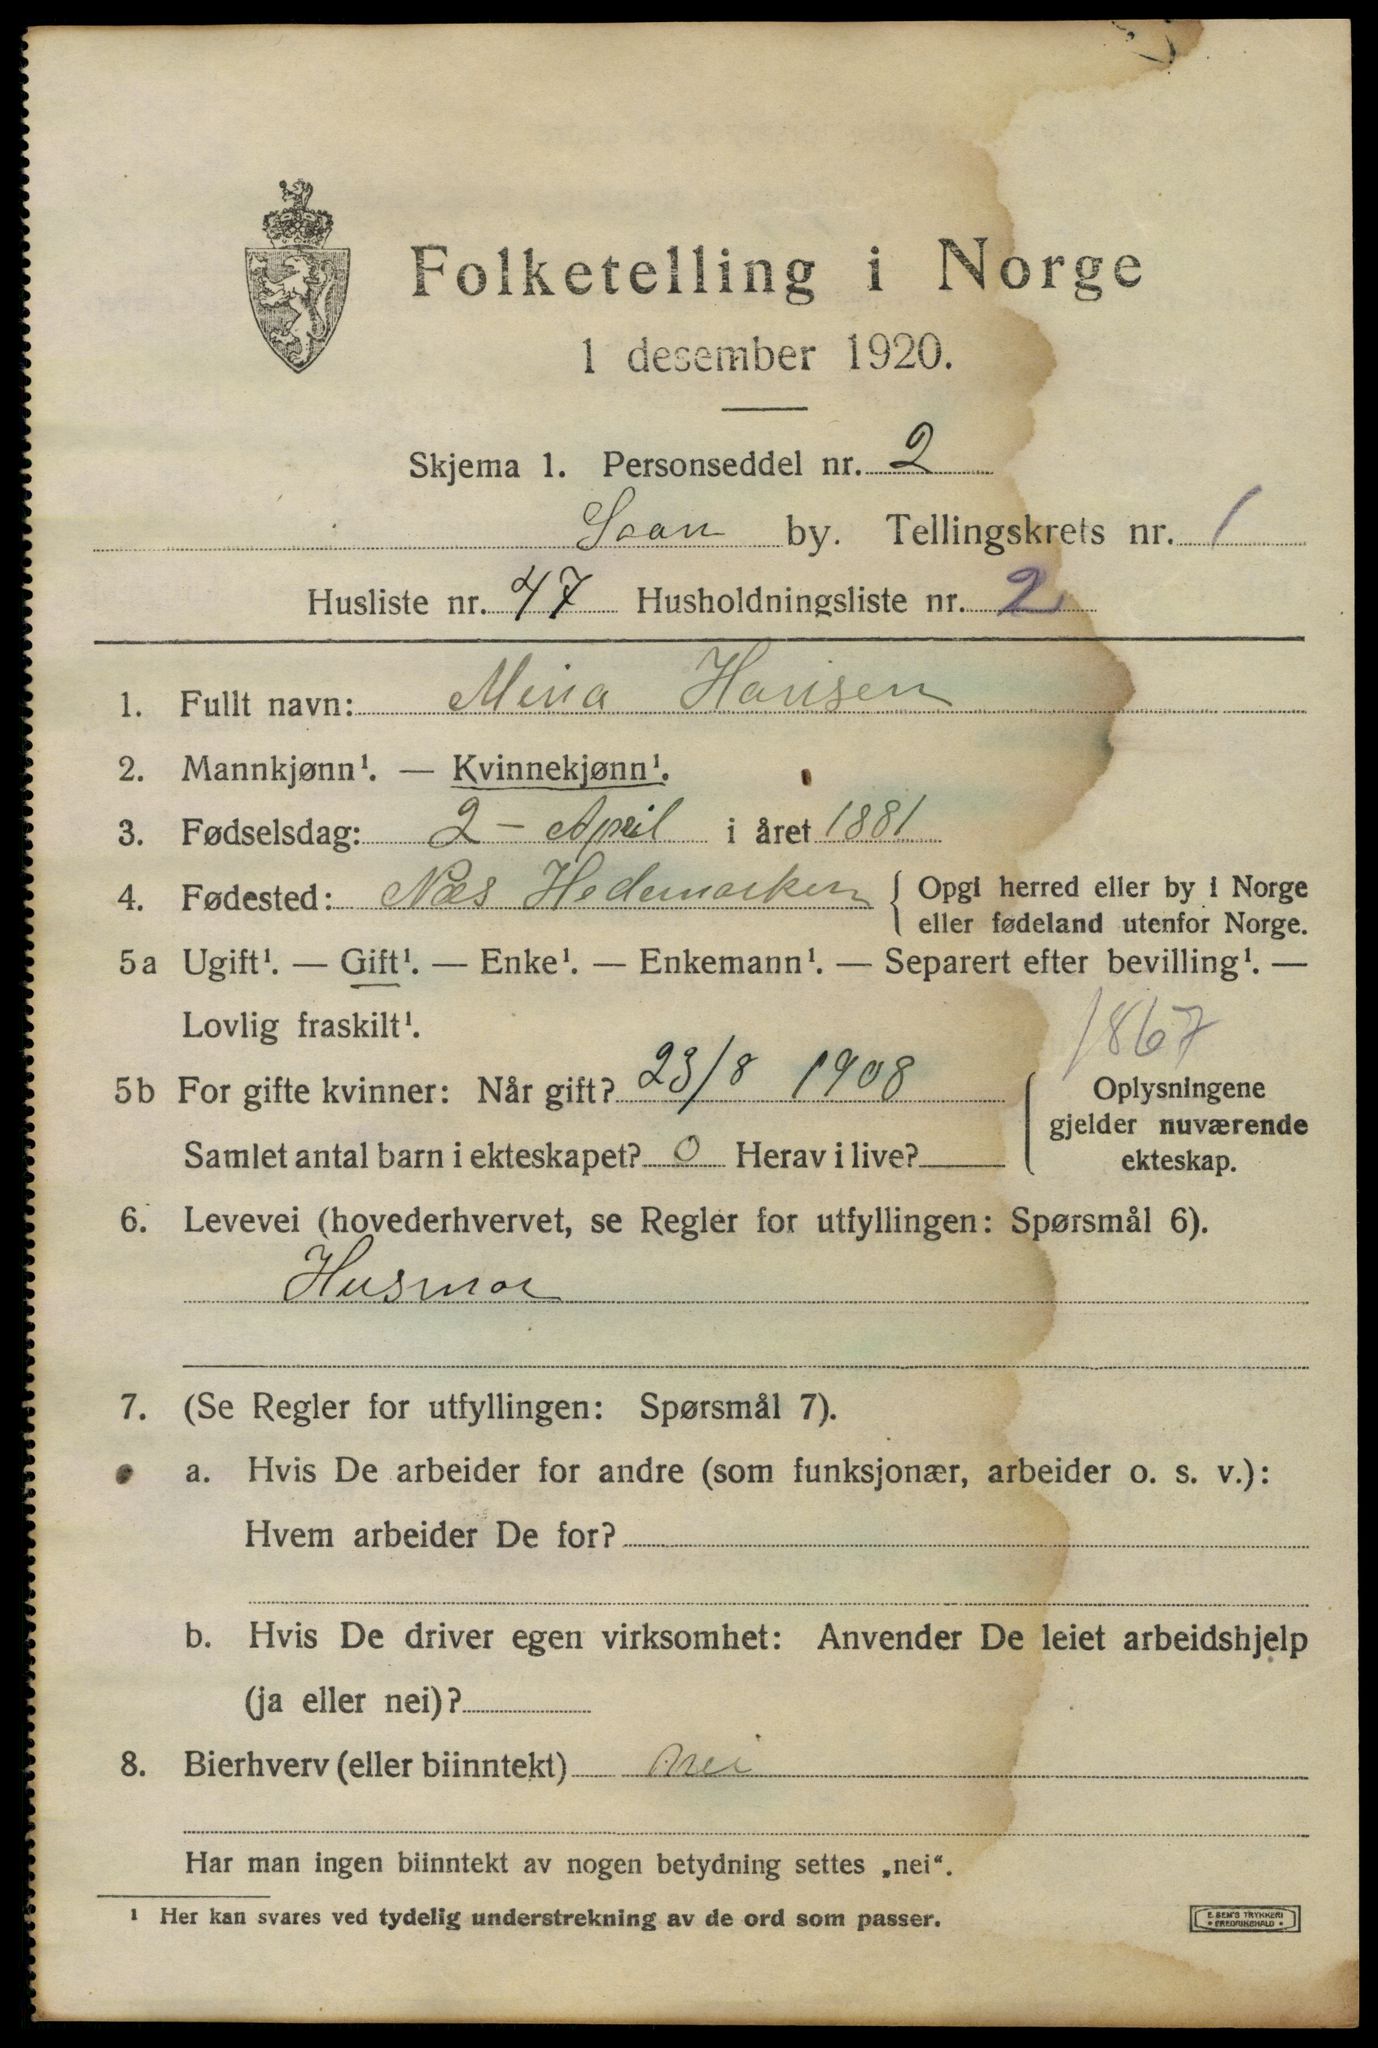 Folketelling i Norge
1 desember 1920.
Skjema 1. Personseddel nr. 2
Soon by. Tellingskrets nr. 1
Husliste nr. 47 Husholdningsliste nr. 2
1. Fullt navn: Mina Hansen
2. Mannkjønn¹. — Kvinnekjønn¹.
3. Fødselsdag: 2 - April i året 1881
4. Fødested: Næs Hedemarken { Opgi herred eller by i Norge
eller fødeland utenfor Norge.
5a Ugift¹. — Gift¹. — Enke¹. — Enkemann¹. — Separert efter bevilling¹. —
Lovlig fraskilt¹.
1867
5b For gifte kvinner: Når gift? 23/8 1908
Samlet antal barn i ekteskapet? 0 Herav i live?
{ Oplysningene
gjelder nuværende
ekteskap.
6. Levevei (hovederhvervet, se Regler for utfyllingen: Spørsmål 6).
Husmor
7. (Se Regler for utfyllingen: Spørsmål 7).
a. Hvis De arbeider for andre (som funksjonær, arbeider o. s. v.):
Hvem arbeider De for?
b. Hvis De driver egen virksomhet: Anvender De leiet arbeidshjelp
(ja eller nei)?
8. Bierhverv (eller biinntekt) nei
Har man ingen biinntekt av nogen betydning settes „nei“.
¹ Her kan svares ved tydelig understrekning av de ord som passer.
E. SEM'S TRYKKERI
• FREDRIKSHALD •